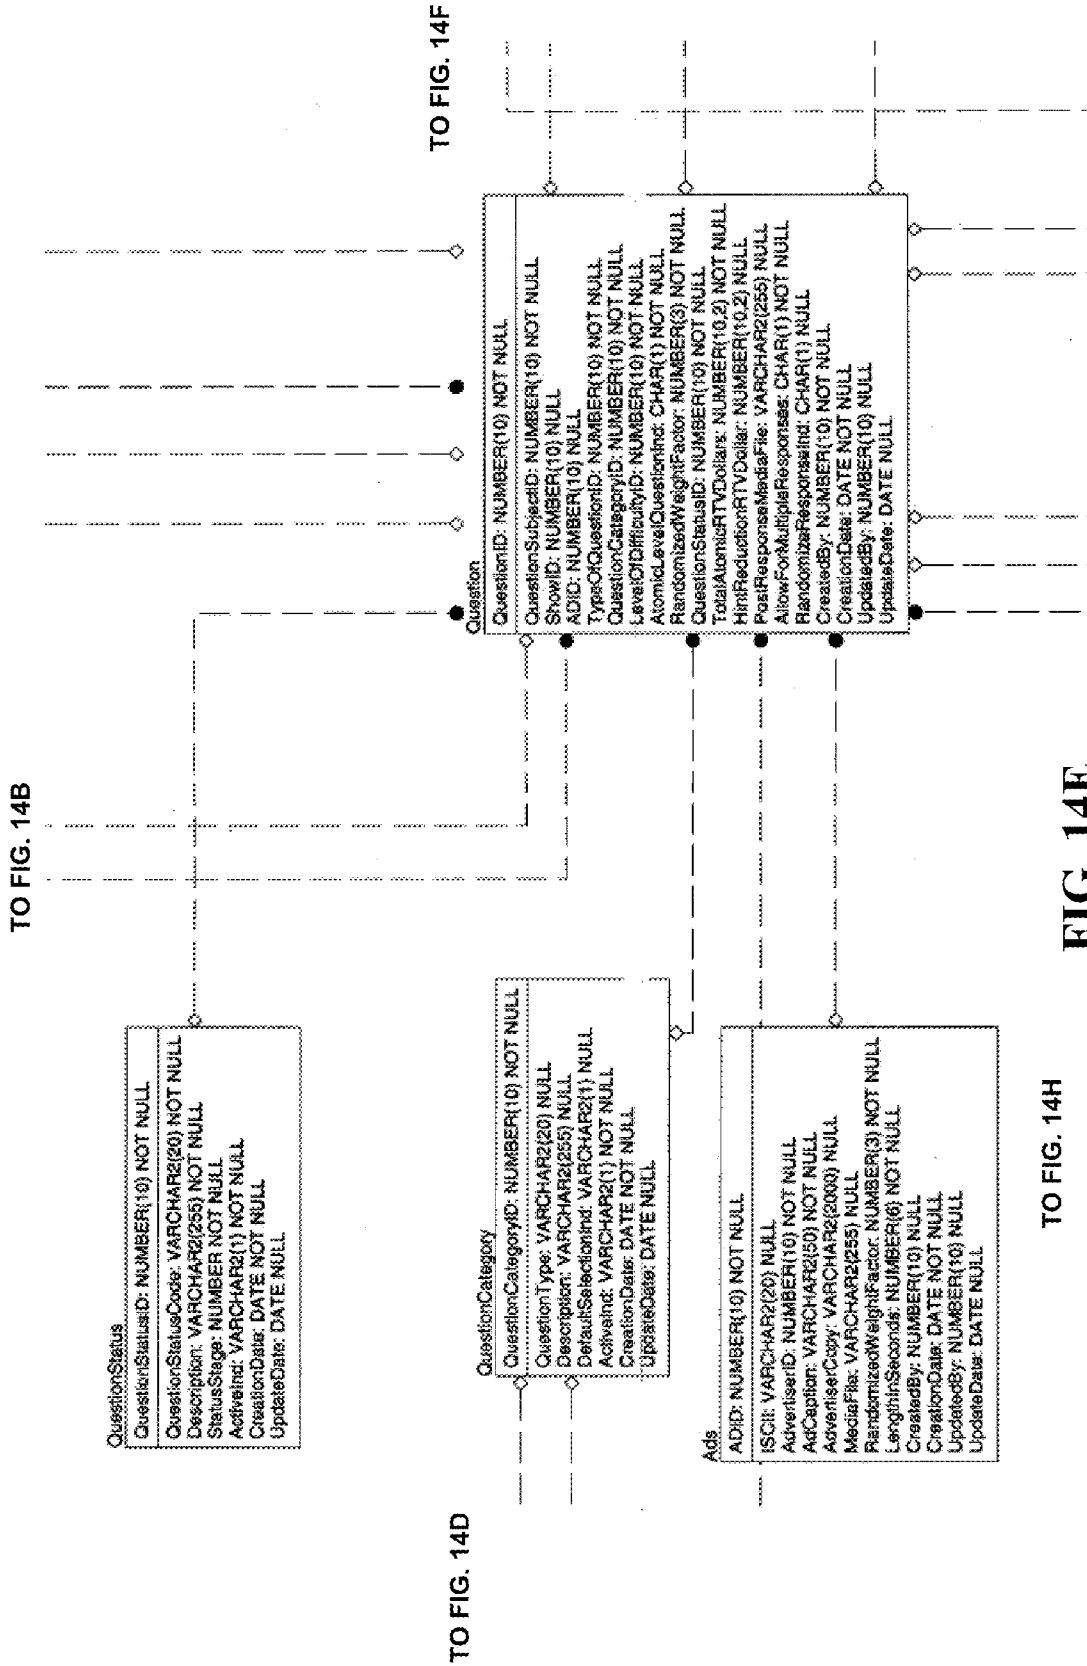 TO FIG. 14B
TO FIG. 14F
QuestionStatus
QuestionStatusID: NUMBER(10) NOT NULL
QuestionStatusCode: VARCHAR2(20) NOT NULL
Description: VARCHAR2(255) NOT NULL
StatusStage: NUMBER NOT NULL
ActiveInd: VARCHAR2(1) NOT NULL
CreationDate: DATE NOT NULL
UpdateDate: DATE NULL
Question
QuestionID: NUMBER(10) NOT NULL
QuestionSubjectID: NUMBER(10) NOT NULL
ShowID: NUMBER(10) NULL
ADID: NUMBER(10) NULL
TypeOfQuestionID: NUMBER(10) NOT NULL
QuestionCategoryID: NUMBER(10) NOT NULL
LevelOfDifficultyID: NUMBER(10) NOT NULL
AtomicLevelQuestionInd: CHAR(1) NOT NULL
RandomizedWeightFactor: NUMBER(3) NOT NULL
QuestionStatusID: NUMBER(10) NOT NULL
TotalAtomicRTVDollars: NUMBER(10,2) NOT NULL
HintReductionRTVDollar: NUMBER(10,2) NULL
PostResponseMediaFile: VARCHAR2(255) NULL
AllowForMultipleResponses: CHAR(1) NOT NULL
RandomizeResponseInd: CHAR(1) NULL
CreatedBy: NUMBER(10) NOT NULL
CreationDate: DATE NOT NULL
UpdatedBy: NUMBER(10) NULL
UpdateDate: DATE NULL
TO FIG. 14D
QuestionCategory
QuestionCategoryID: NUMBER(10) NOT NULL
QuestionType: VARCHAR2(20) NULL
Description: VARCHAR2(255) NULL
DefaultSelectionInd: VARCHAR2(1) NULL
ActiveInd: VARCHAR2(1) NOT NULL
CreationDate: DATE NOT NULL
UpdateDate: DATE NULL
Ads
ADID: NUMBER(10) NOT NULL
ISCII: VARCHAR2(20) NULL
AdvertiserID: NUMBER(10) NOT NULL
AdCaption: VARCHAR2(50) NOT NULL
AdvertiserCopy: VARCHAR2(2000) NULL
MediaFile: VARCHAR2(255) NULL
RandomizedWeightFactor: NUMBER(3) NOT NULL
LengthInSeconds: NUMBER(6) NOT NULL
CreatedBy: NUMBER(10) NULL
CreationDate: DATE NOT NULL
UpdatedBy: NUMBER(10) NULL
UpdateDate: DATE NULL
TO FIG. 14H
FIG. 14E